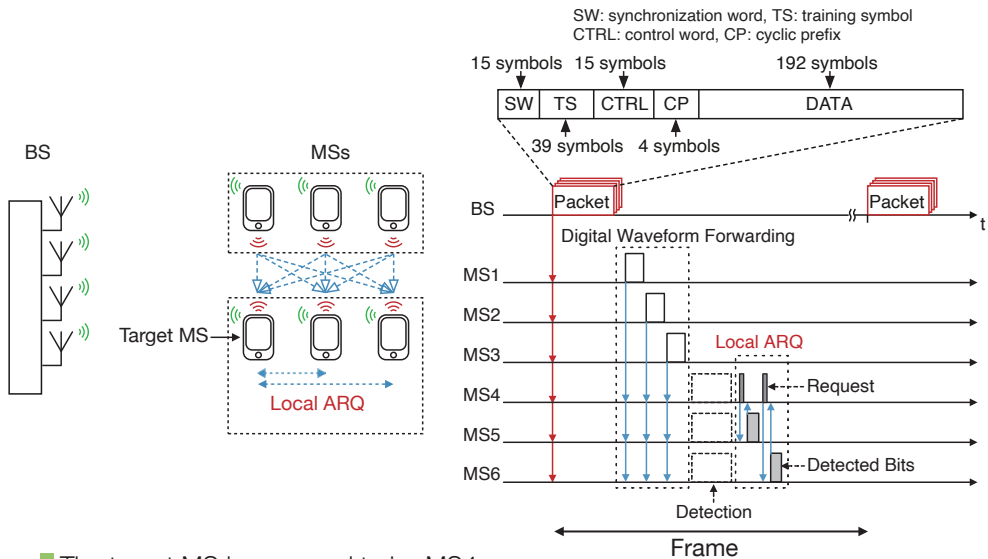 SW: synchronization word, TS: training symbol
CTRL: control word, CP: cyclic prefix
15 symbols 15 symbols 192 symbols
SW TS CTRL CP DATA
39 symbols 4 symbols
BS MSs
Target MS
Local ARQ
BS Packet Packet t
Digital Waveform Forwarding
MS1
MS2
MS3
Local ARQ
MS4 Request
MS5
MS6 Detected Bits
Detection
Frame